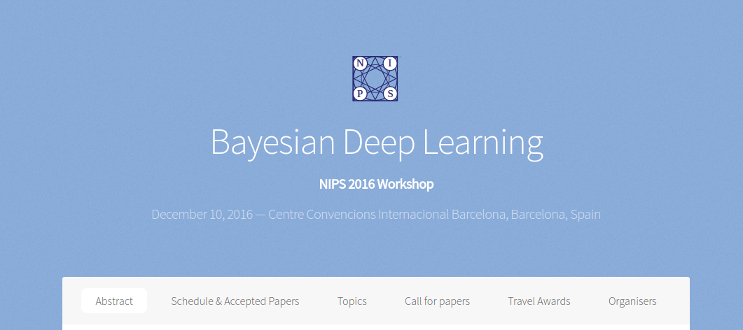 N I
P S
Bayesian Deep Learning
NIPS 2016 Workshop
December 10, 2016 — Centre Convencions Internacional Barcelona, Barcelona, Spain
Abstract Schedule & Accepted Papers Topics Call for papers Travel Awards Organisers